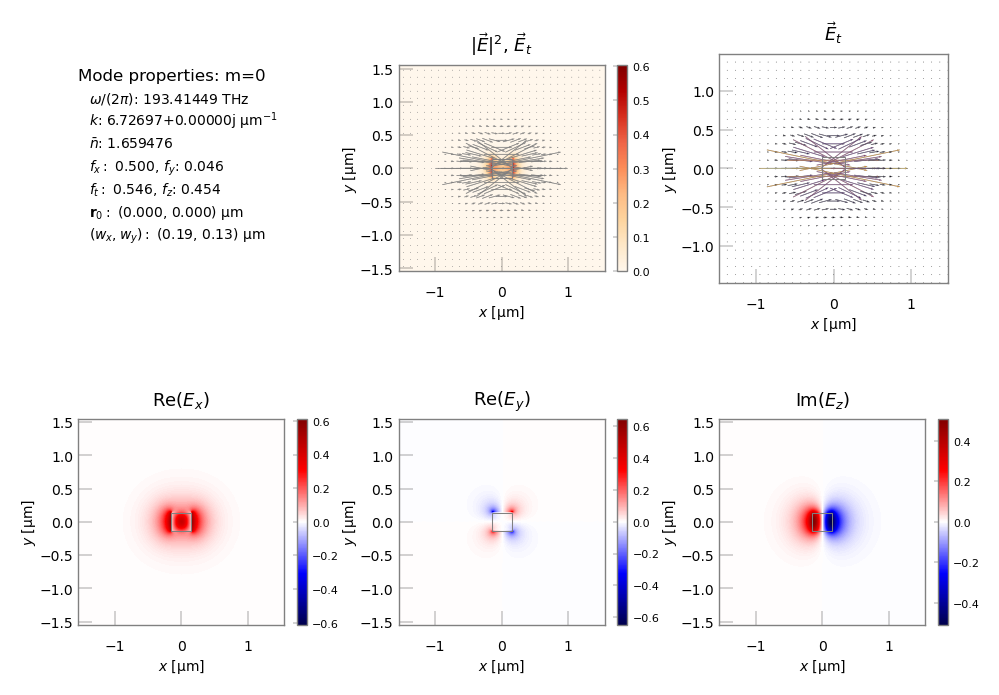 Mode properties: m=0
ω/(2π): 193.41449 THz
k: 6.72697+0.00000j μm⁻¹
n̄: 1.659476
fₓ: 0.500, f_y: 0.046
f_t: 0.546, f_z: 0.454
r₀: (0.000, 0.000) μm
(wₓ, w_y): (0.19, 0.13) μm
|E⃗|², E⃗_t
1.5
1.0
0.5
0.0
−0.5
−1.0
−1.5
y [μm]
−1 0 1
x [μm]
0.6
0.5
0.4
0.3
0.2
0.1
0.0
E⃗_t
1.0
0.5
0.0
−0.5
−1.0
y [μm]
−1 0 1
x [μm]
Re(Eₓ)
1.5
1.0
0.5
0.0
−0.5
−1.0
−1.5
y [μm]
−1 0 1
x [μm]
0.6
0.4
0.2
0.0
−0.2
−0.4
−0.6
Re(E_y)
1.5
1.0
0.5
0.0
−0.5
−1.0
−1.5
y [μm]
−1 0 1
x [μm]
0.6
0.4
0.2
0.0
−0.2
−0.4
−0.6
Im(E_z)
1.5
1.0
0.5
0.0
−0.5
−1.0
−1.5
y [μm]
−1 0 1
x [μm]
0.4
0.2
0.0
−0.2
−0.4